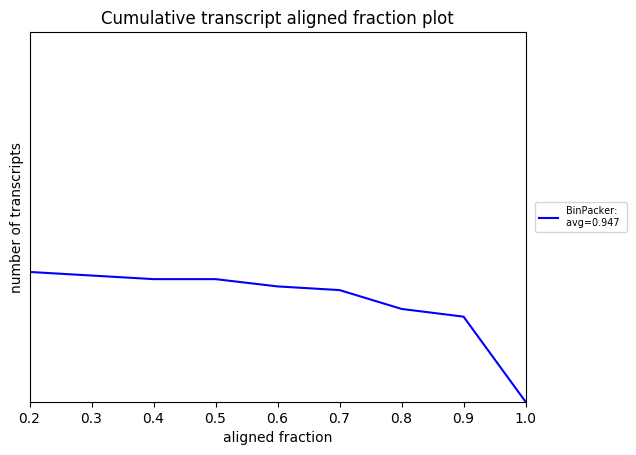 Cumulative transcript aligned fraction plot
number of transcripts
BinPacker:
avg=0.947
0.2 0.3 0.4 0.5 0.6 0.7 0.8 0.9 1.0
aligned fraction